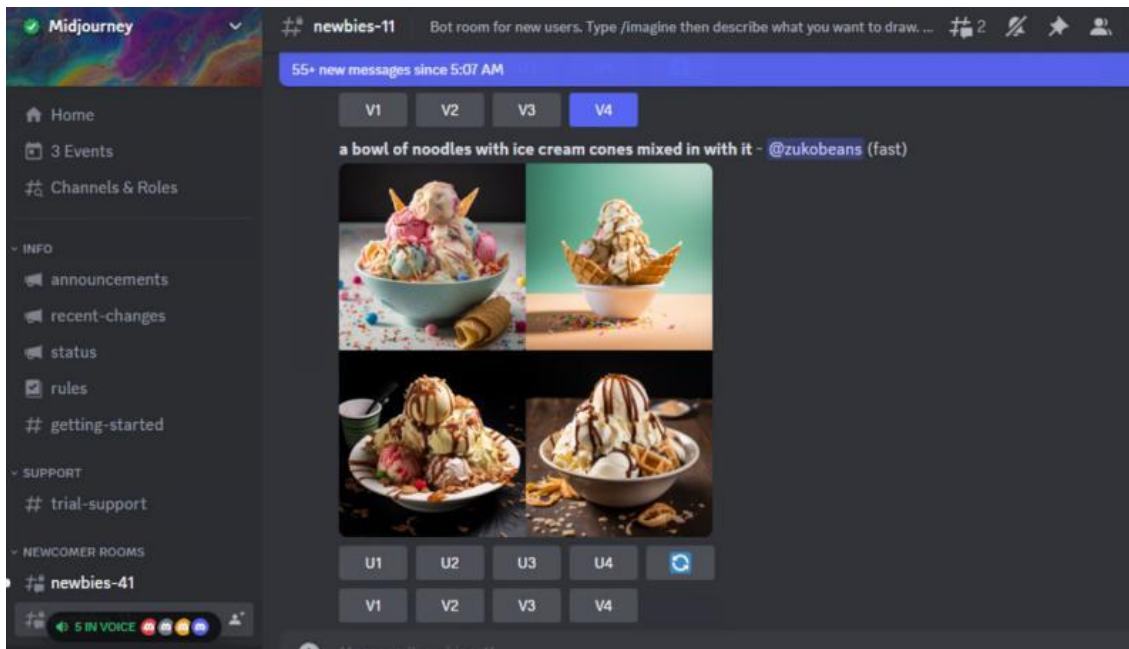 Midjourney
newbies-11
Bot room for new users. Type /imagine then describe what you want to draw. ...
2
55+ new messages since 5:07 AM
Home
3 Events
Channels & Roles
INFO
announcements
recent-changes
status
rules
getting-started
SUPPORT
trial-support
NEWCOMER ROOMS
newbies-41
5 IN VOICE
V1 V2 V3 V4
a bowl of noodles with ice cream cones mixed in with it - @zukobeans (fast)
U1 U2 U3 U4
V1 V2 V3 V4